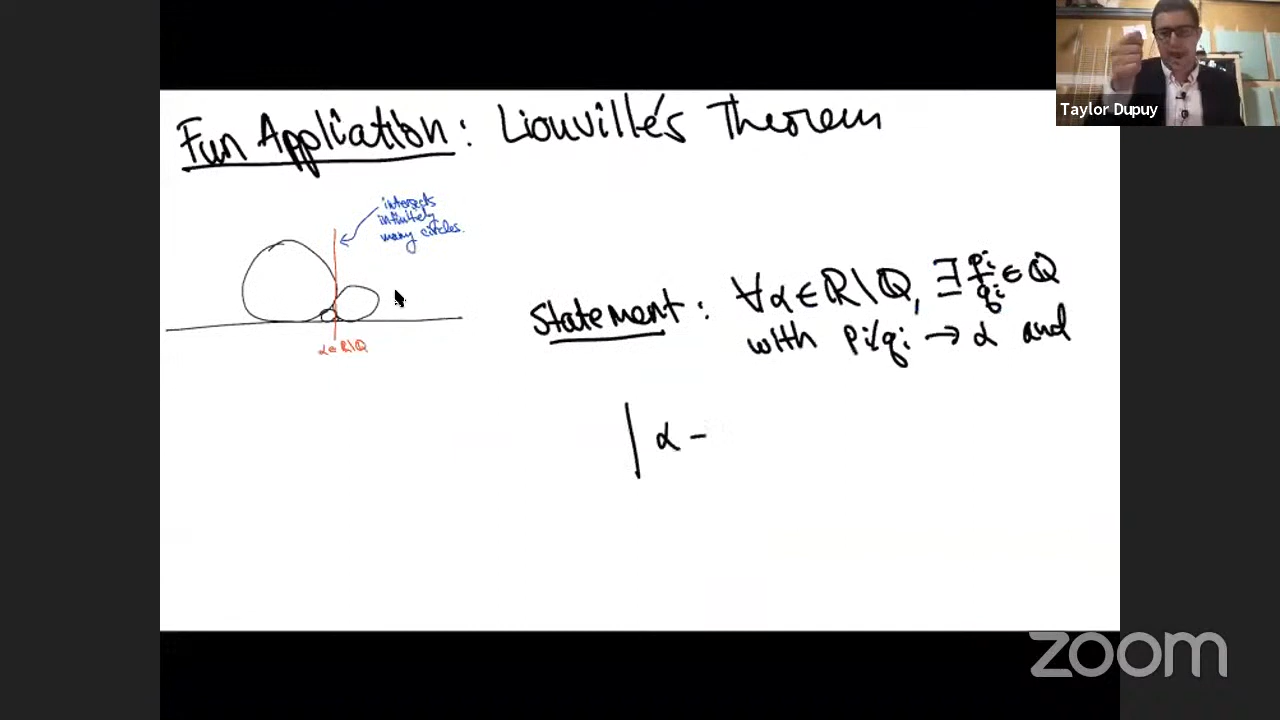 Taylor Dupuy
Fun Application: Liouville's Theorem
intersects
infinitely
many circles.
α ∈ ℝ\ℚ
Statement: ∀α∈ℝ\ℚ, ∃ pi/qi ∈ ℚ
with pi/qi → α and
| α -
zoom